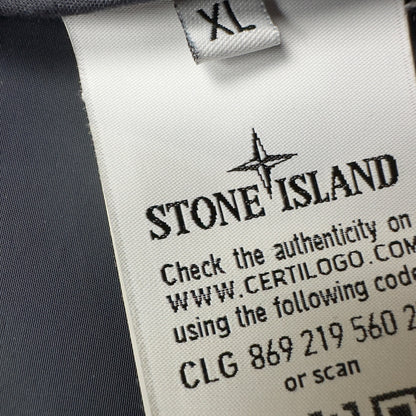 XL
STONE ISLAND
Check the authenticity on
WWW.CERTILOGO.COM
using the following code
CLG 869 219 560 2
or scan